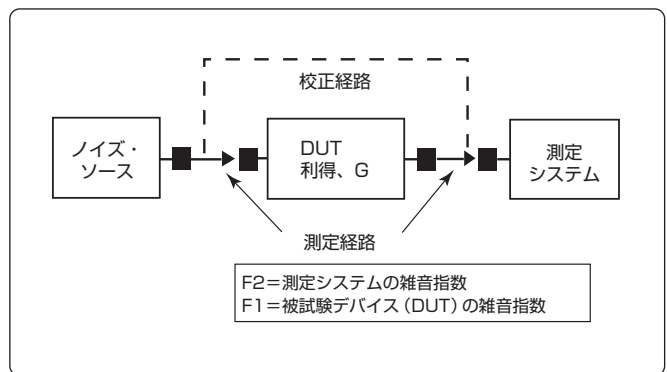 校正経路
ノイズ・
ソース
DUT
利得、G
測定
システム
測定経路
F2=測定システムの雑音指数
F1=被試験デバイス(DUT)の雑音指数